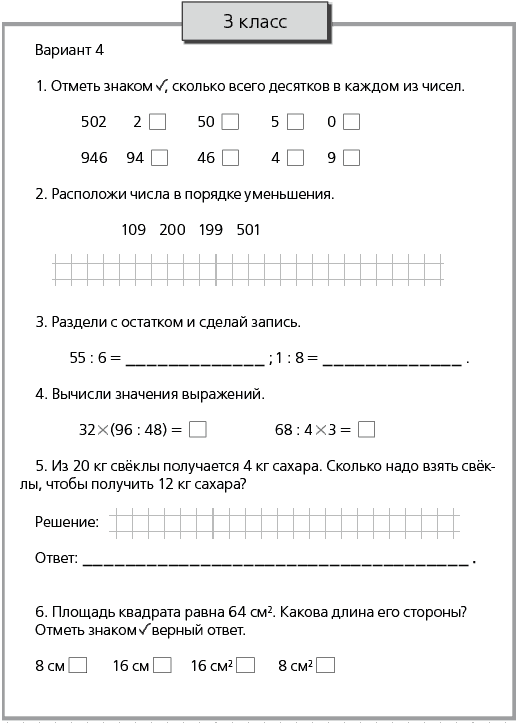 3 класс
Вариант 4
1. Отметь знаком ✓, сколько всего десятков в каждом из чисел.
502 2 □ 50 □ 5 □ 0 □
946 94 □ 46 □ 4 □ 9 □
2. Расположи числа в порядке уменьшения.
109 200 199 501
3. Раздели с остатком и сделай запись.
55 : 6 = _____________ ; 1 : 8 = _____________ .
4. Вычисли значения выражений.
32×(96 : 48) = □ 68 : 4×3 = □
5. Из 20 кг свёклы получается 4 кг сахара. Сколько надо взять свёк-
лы, чтобы получить 12 кг сахара?
Решение:
Ответ: ____________________________________ .
6. Площадь квадрата равна 64 см². Какова длина его стороны?
Отметь знаком ✓ верный ответ.
8 см □ 16 см □ 16 см² □ 8 см² □